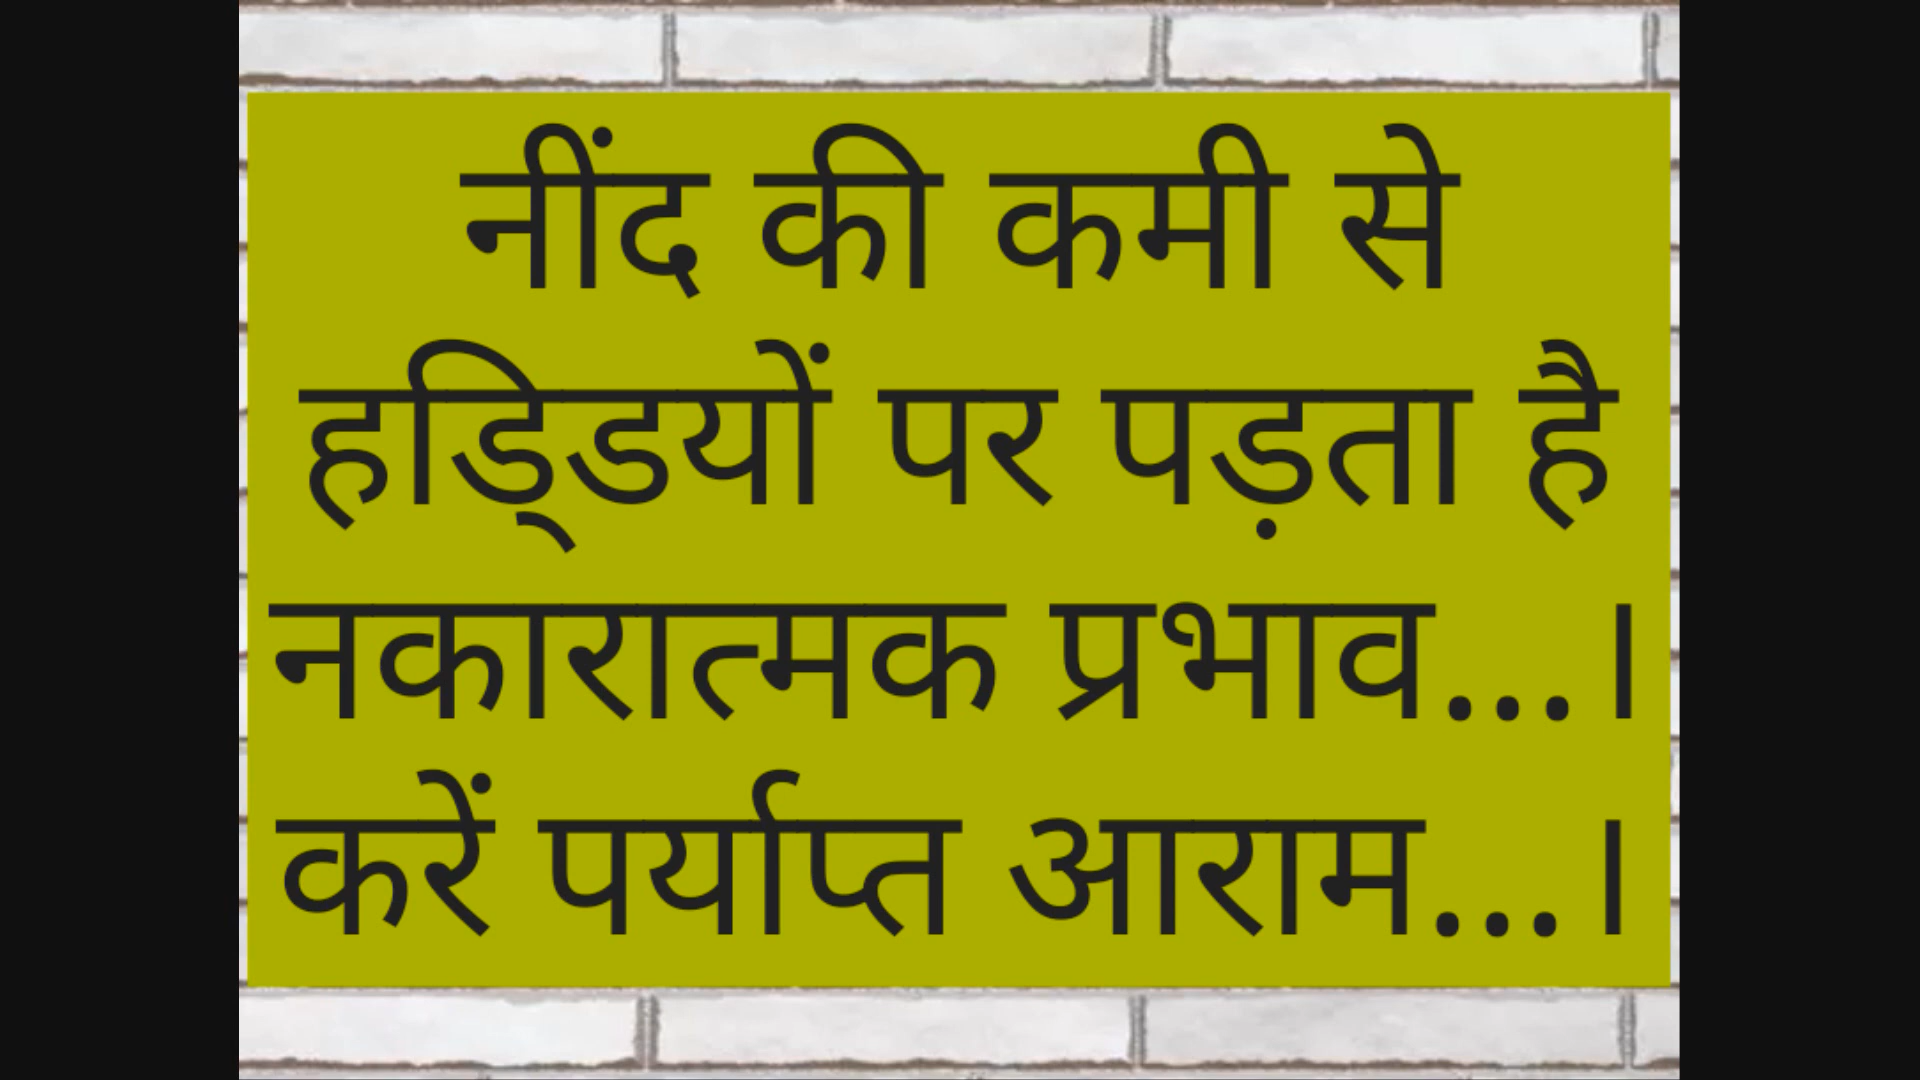 नींद की कमी से
हड्डियों पर पड़ता है
नकारात्मक प्रभाव...।
करें पर्याप्त आराम...।